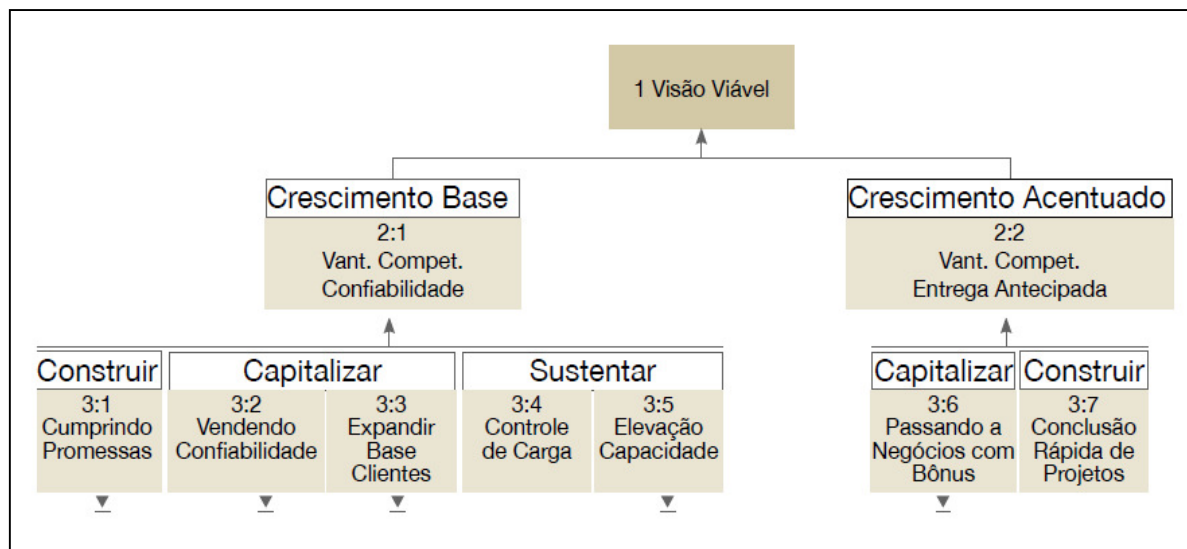 1 Visão Viável
Crescimento Base
2:1
Vant. Compet.
Confiabilidade
Crescimento Acentuado
2:2
Vant. Compet.
Entrega Antecipada
Construir
3:1
Cumprindo
Promessas
Capitalizar
3:2
Vendendo
Confiabilidade
3:3
Expandir
Base
Clientes
Sustentar
3:4
Controle
de Carga
3:5
Elevação
Capacidade
Capitalizar
3:6
Passando a
Negócios com
Bônus
Construir
3:7
Conclusão
Rápida de
Projetos